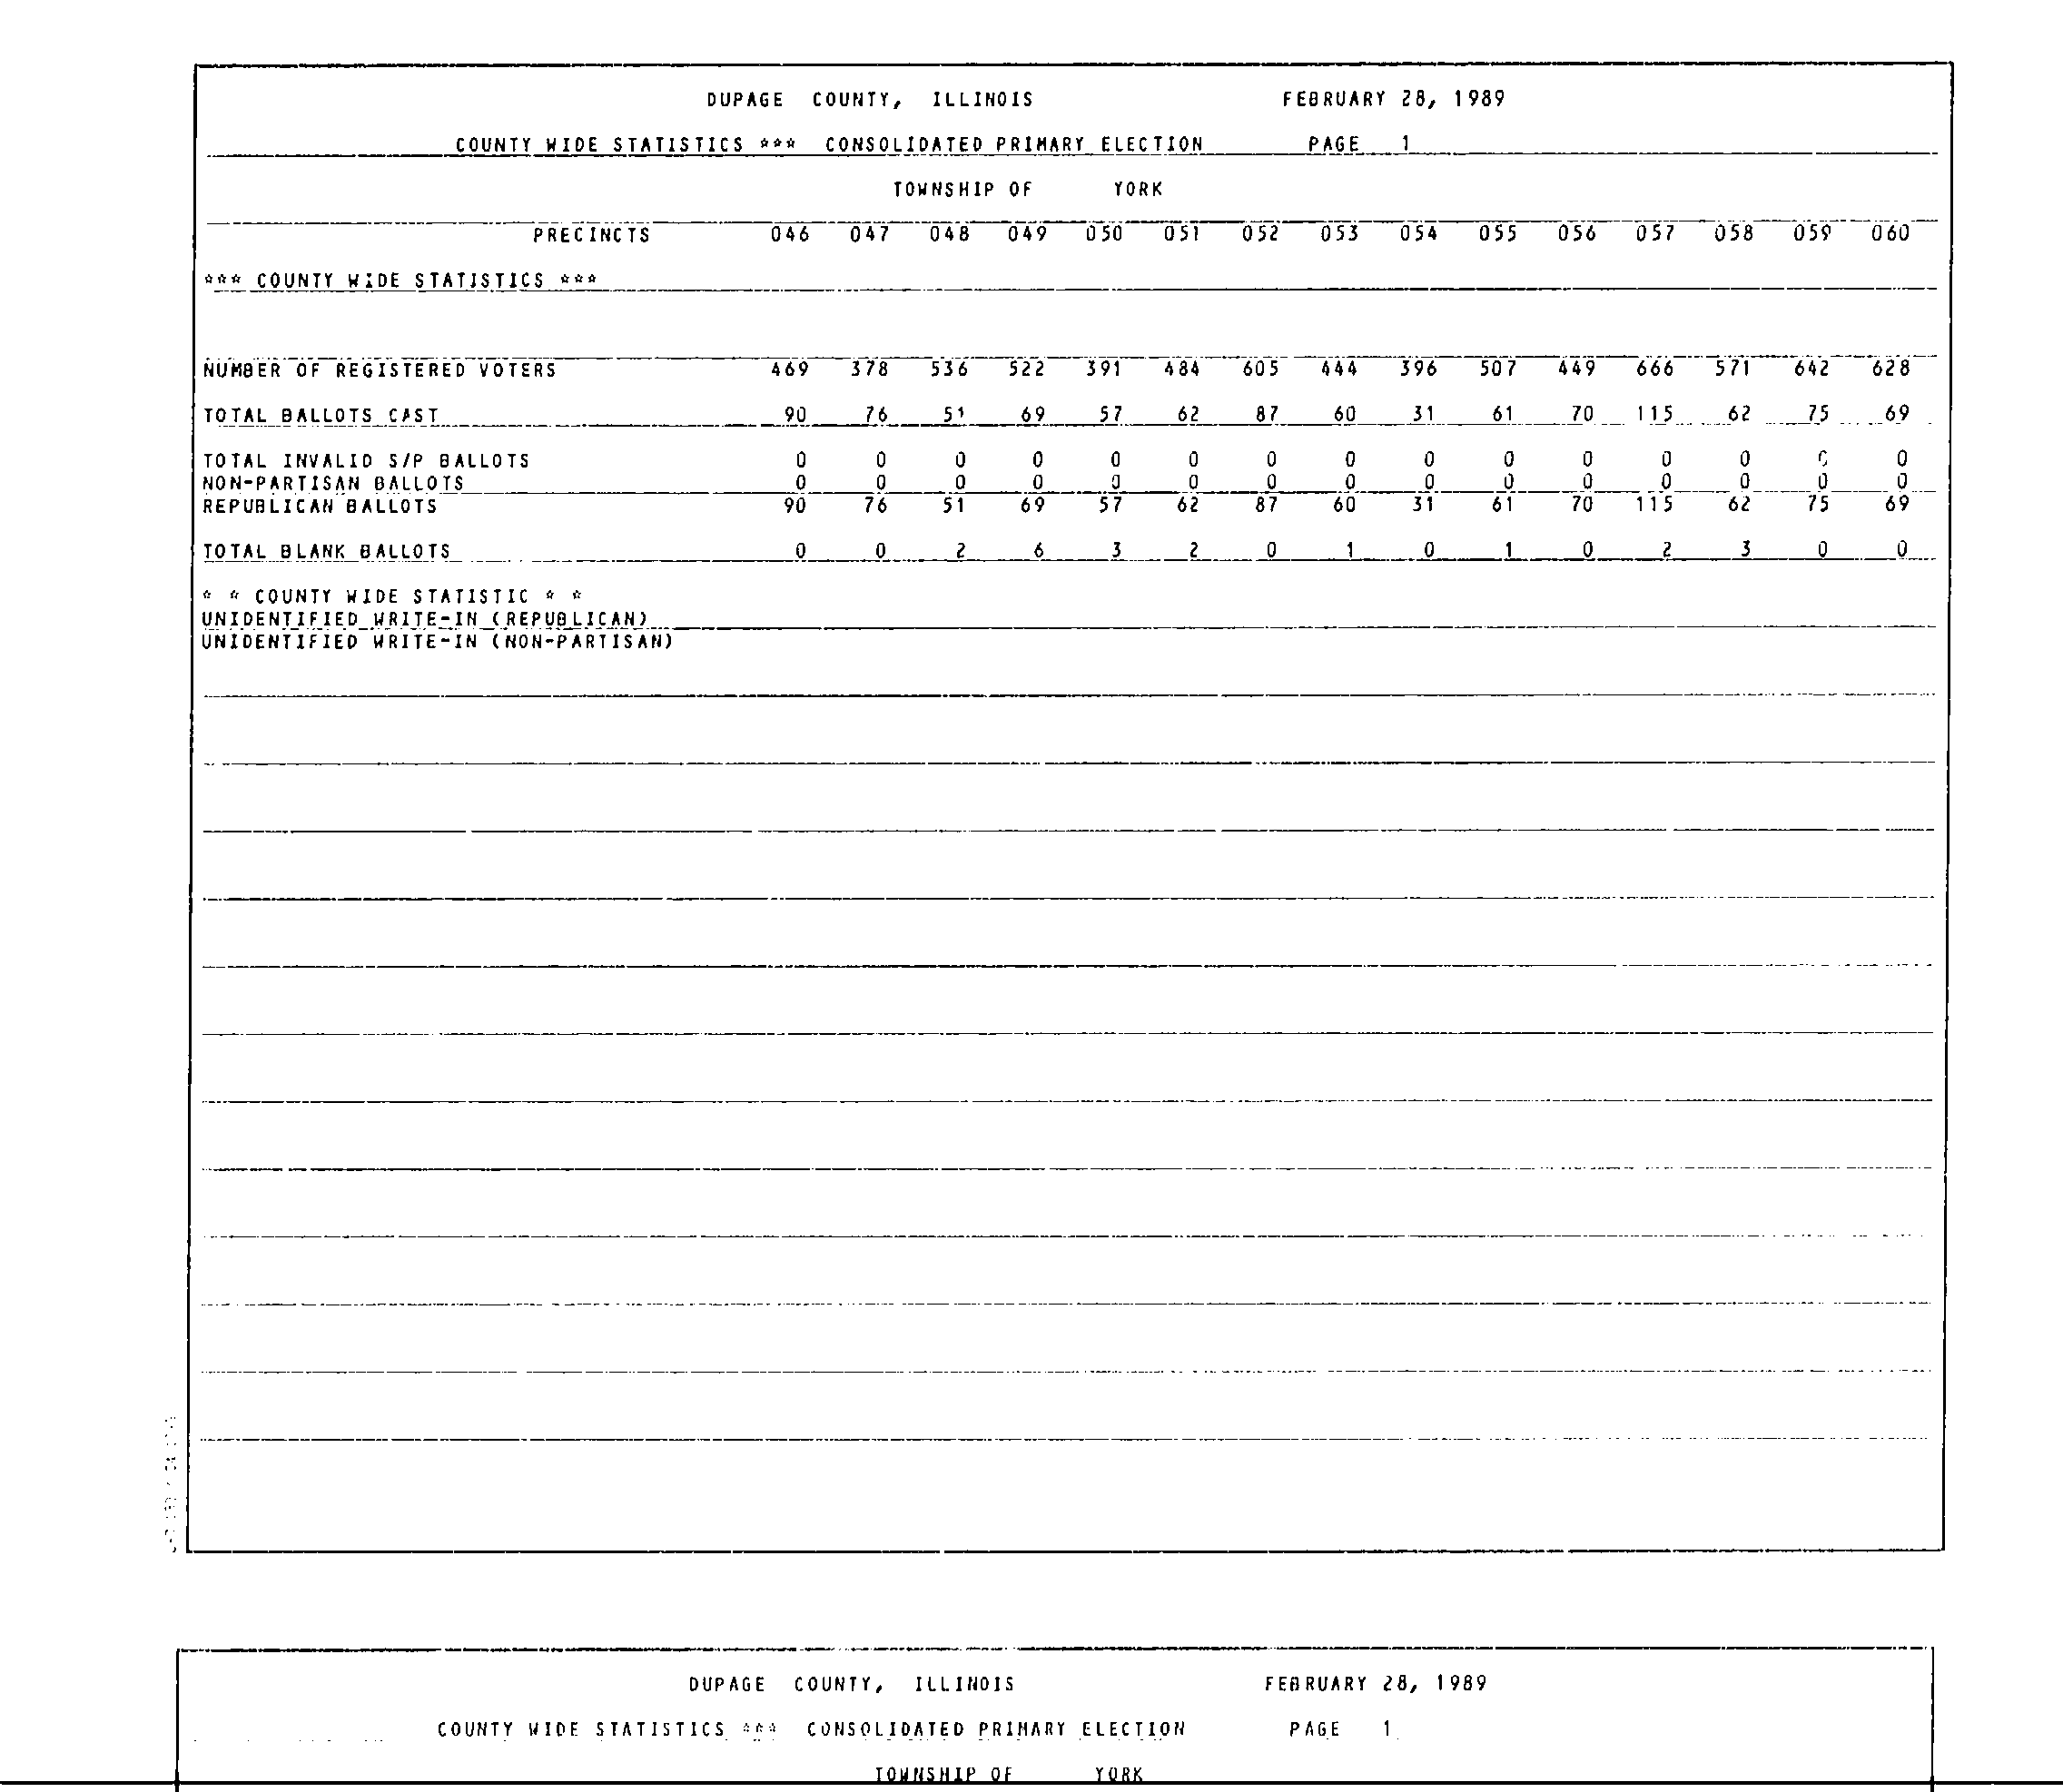 DUPAGE COUNTY, ILLINOIS FEBRUARY 28, 1989
COUNTY WIDE STATISTICS *** CONSOLIDATED PRIMARY ELECTION PAGE 1
TOWNSHIP OF YORK
PRECINCTS 046 047 048 049 050 051 052 053 054 055 056 057 058 059 060
*** COUNTY WIDE STATISTICS ***
NUMBER OF REGISTERED VOTERS 469 378 536 522 391 484 605 444 396 507 449 666 571 642 628
TOTAL BALLOTS CAST 90 76 51 69 57 62 87 60 31 61 70 115 62 75 69
TOTAL INVALID S/P BALLOTS 0 0 0 0 0 0 0 0 0 0 0 0 0 0 0
NON-PARTISAN BALLOTS 0 0 0 0 0 0 0 0 0 0 0 0 0 0 0
REPUBLICAN BALLOTS 90 76 51 69 57 62 87 60 31 61 70 115 62 75 69
TOTAL BLANK BALLOTS 0 0 2 6 3 2 0 1 0 1 0 2 3 0 0
* * COUNTY WIDE STATISTIC * *
UNIDENTIFIED WRITE-IN (REPUBLICAN)
UNIDENTIFIED WRITE-IN (NON-PARTISAN)
DUPAGE COUNTY, ILLINOIS FEBRUARY 28, 1989
COUNTY WIDE STATISTICS *** CONSOLIDATED PRIMARY ELECTION PAGE 1
TOWNSHIP OF YORK